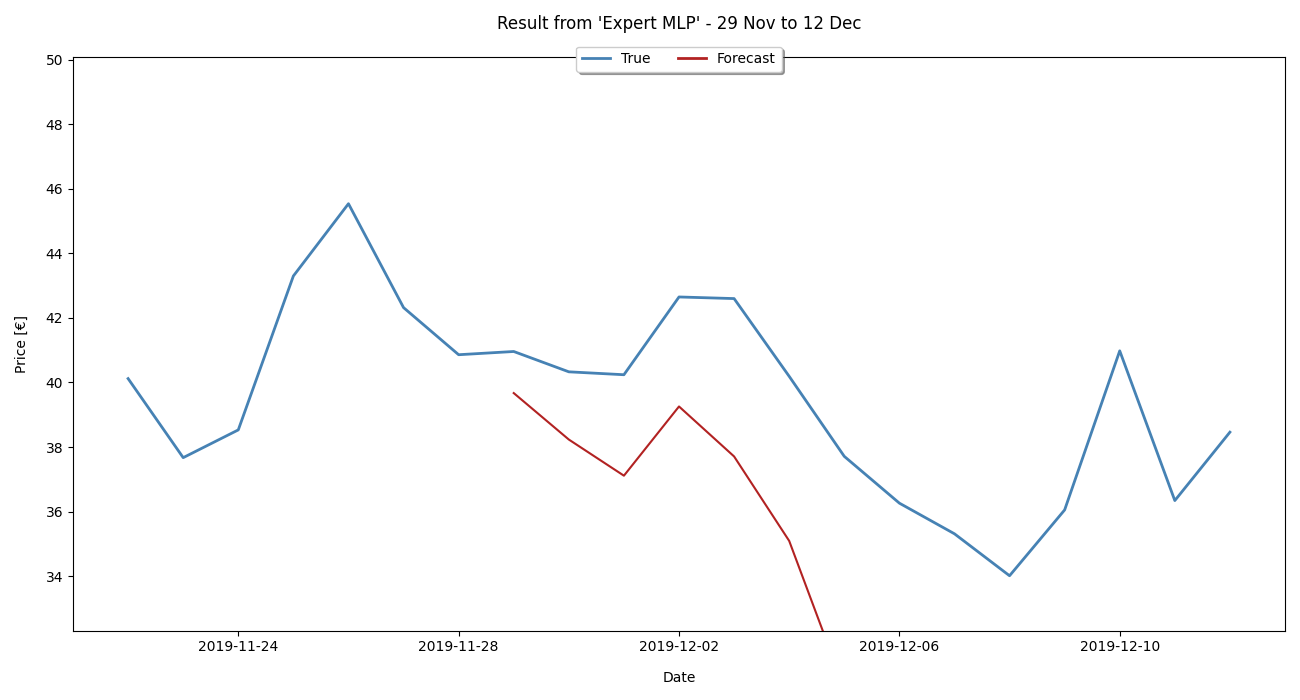 Result from 'Expert MLP' - 29 Nov to 12 Dec
True Forecast
50
48
46
44
42
40
38
36
34
Price [€]
2019-11-24 2019-11-28 2019-12-02 2019-12-06 2019-12-10
Date